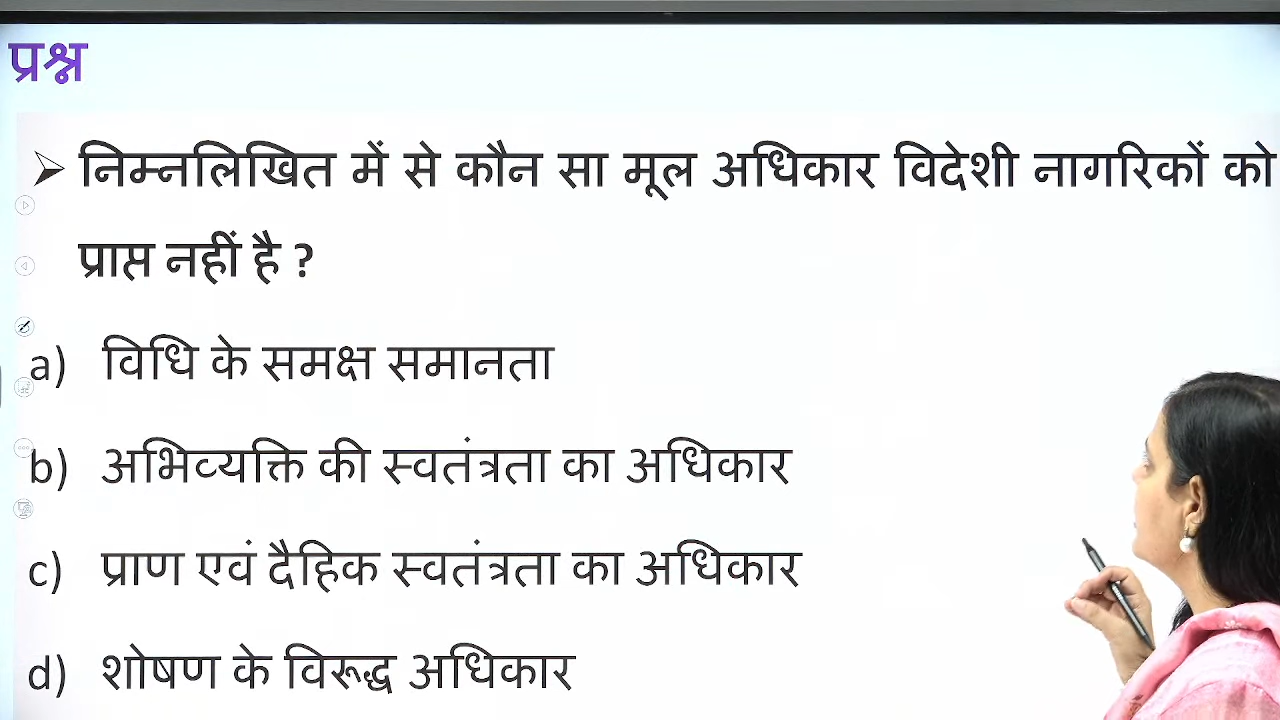 प्रश्न
➢ निम्नलिखित में से कौन सा मूल अधिकार विदेशी नागरिकों को
प्राप्त नहीं है ?
a) विधि के समक्ष समानता
b) अभिव्यक्ति की स्वतंत्रता का अधिकार
c) प्राण एवं दैहिक स्वतंत्रता का अधिकार
d) शोषण के विरूद्ध अधिकार